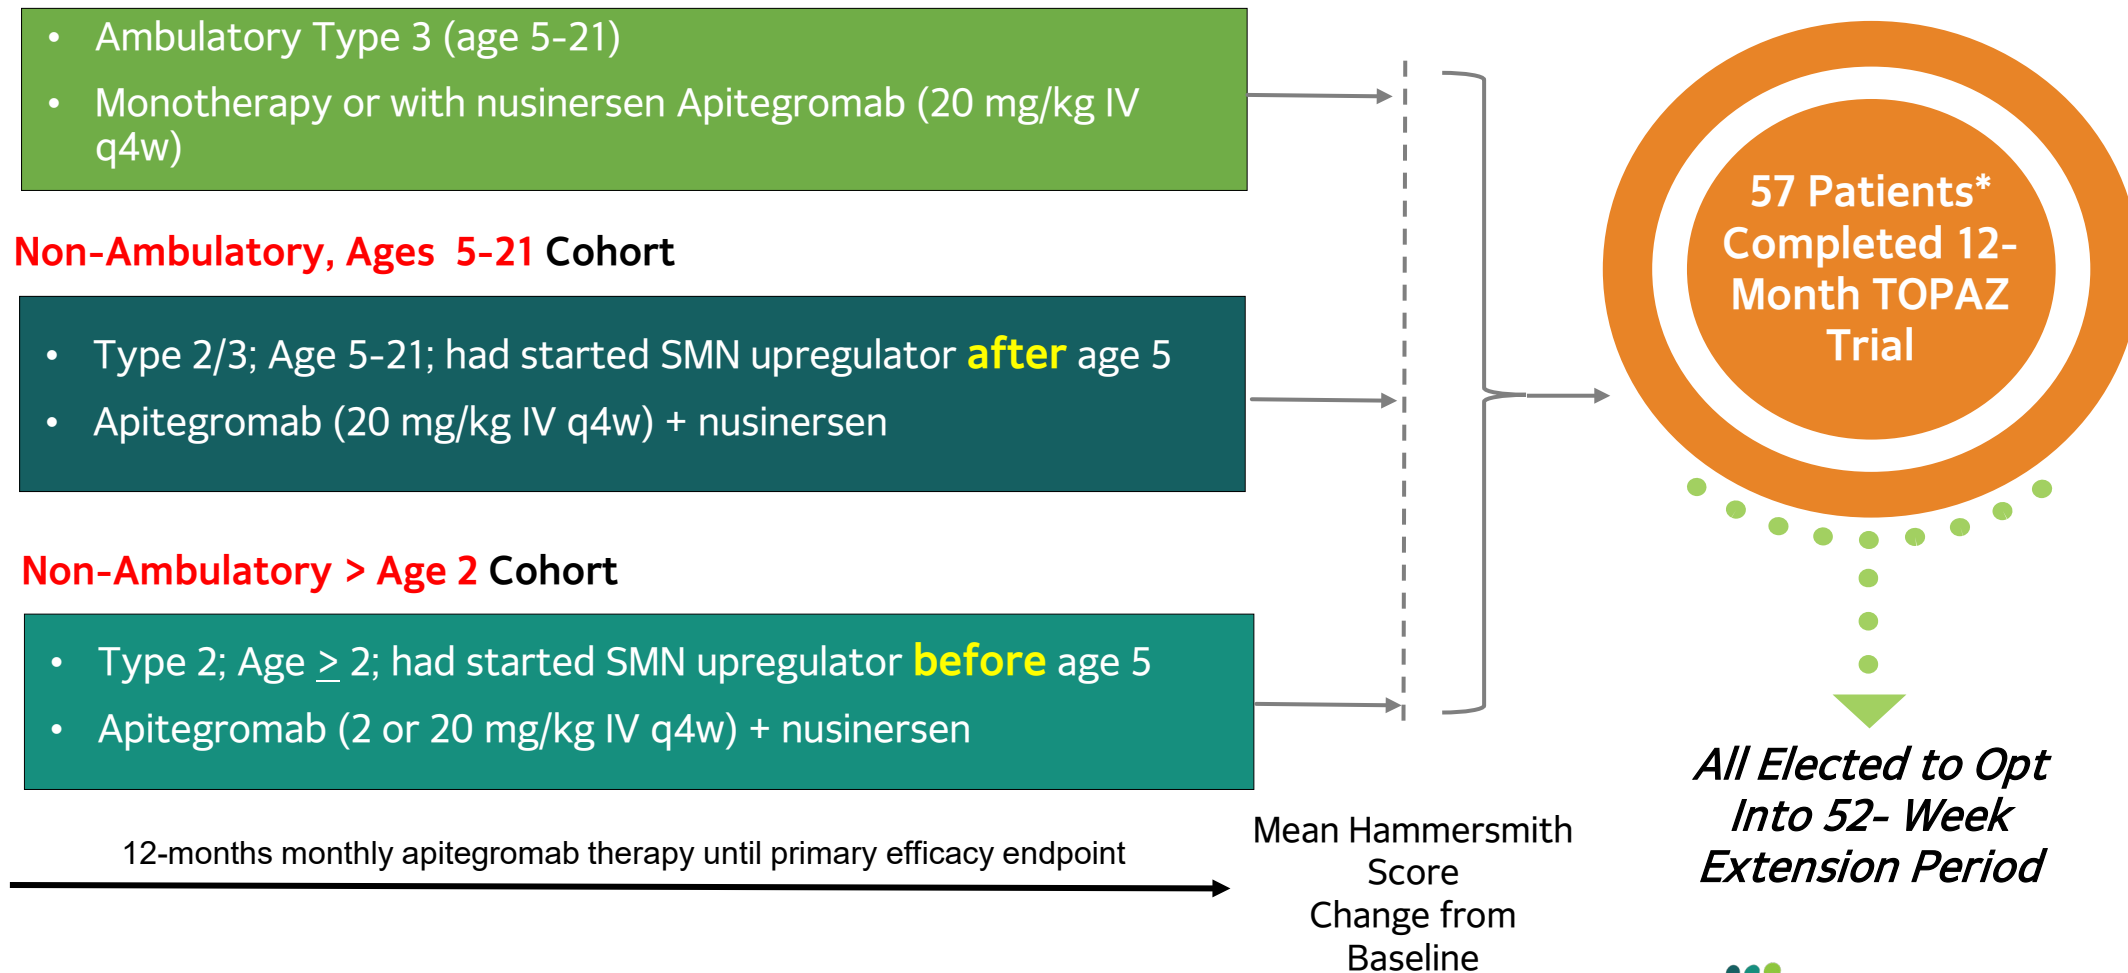 • Ambulatory Type 3 (age 5-21)
• Monotherapy or with nusinersen Apitegromab (20 mg/kg IV
q4w)
Non-Ambulatory, Ages 5-21 Cohort
• Type 2/3; Age 5-21; had started SMN upregulator after age 5
• Apitegromab (20 mg/kg IV q4w) + nusinersen
Non-Ambulatory > Age 2 Cohort
• Type 2; Age ≥ 2; had started SMN upregulator before age 5
• Apitegromab (2 or 20 mg/kg IV q4w) + nusinersen
12-months monthly apitegromab therapy until primary efficacy endpoint
Mean Hammersmith
Score
Change from
Baseline
57 Patients*
Completed 12-
Month TOPAZ
Trial
All Elected to Opt
Into 52- Week
Extension Period